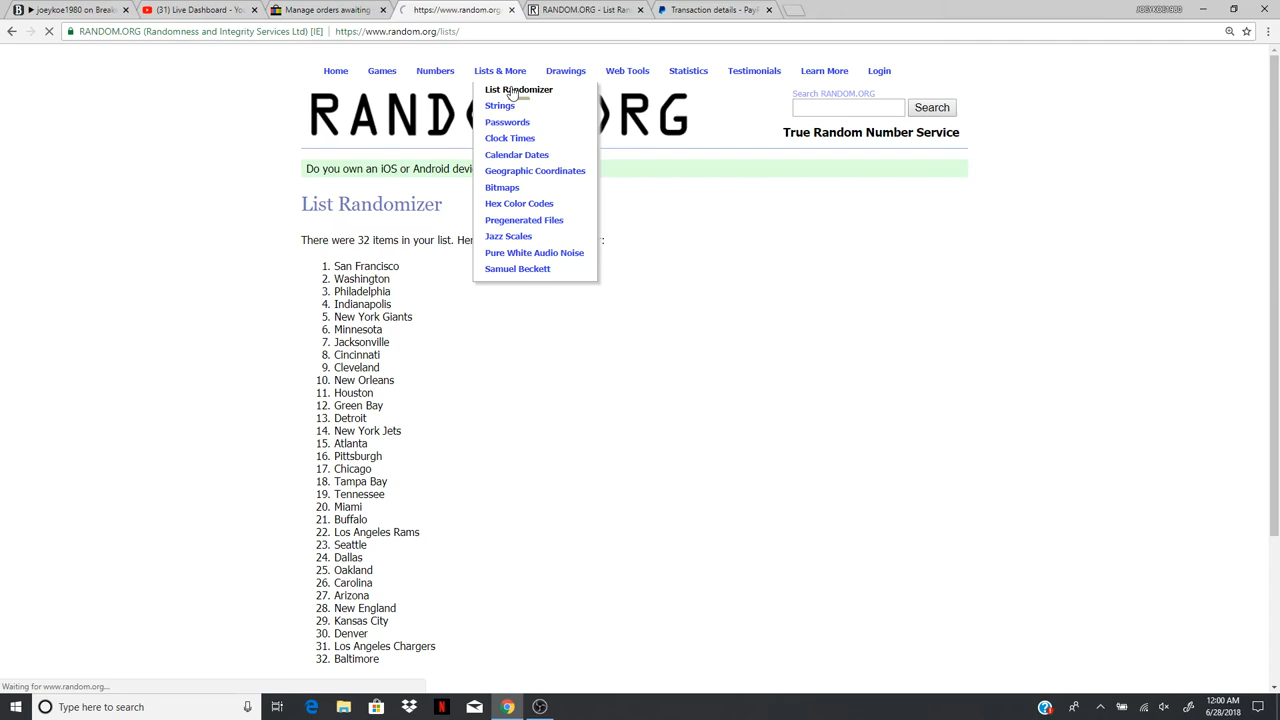 joeykoe1980 on Break
(31) Live Dashboard - You
Manage orders awaiting
https://www.random.org/
RANDOM.ORG - List Ran
Transaction details - PayP
RANDOM.ORG (Randomness and Integrity Services Ltd) [IE] https://www.random.org/lists/
Home Games Numbers Lists & More Drawings Web Tools Statistics Testimonials Learn More Login
List Randomizer
Strings
Passwords
Clock Times
Calendar Dates
Geographic Coordinates
Bitmaps
Hex Color Codes
Pregenerated Files
Jazz Scales
Pure White Audio Noise
Samuel Beckett
Search RANDOM.ORG
Search
True Random Number Service
Do you own an iOS or Android
List Randomizer
There were 32 items in your list.
1. San Francisco
2. Washington
3. Philadelphia
4. Indianapolis
5. New York Giants
6. Minnesota
7. Jacksonville
8. Cincinnati
9. Cleveland
10. New Orleans
11. Houston
12. Green Bay
13. Detroit
14. New York Jets
15. Atlanta
16. Pittsburgh
17. Chicago
18. Tampa Bay
19. Tennessee
20. Miami
21. Buffalo
22. Los Angeles Rams
23. Seattle
24. Dallas
25. Oakland
26. Carolina
27. Arizona
28. New England
29. Kansas City
30. Denver
31. Los Angeles Chargers
32. Baltimore
Waiting for www.random.org...
Type here to search
12:00 AM
6/28/2018